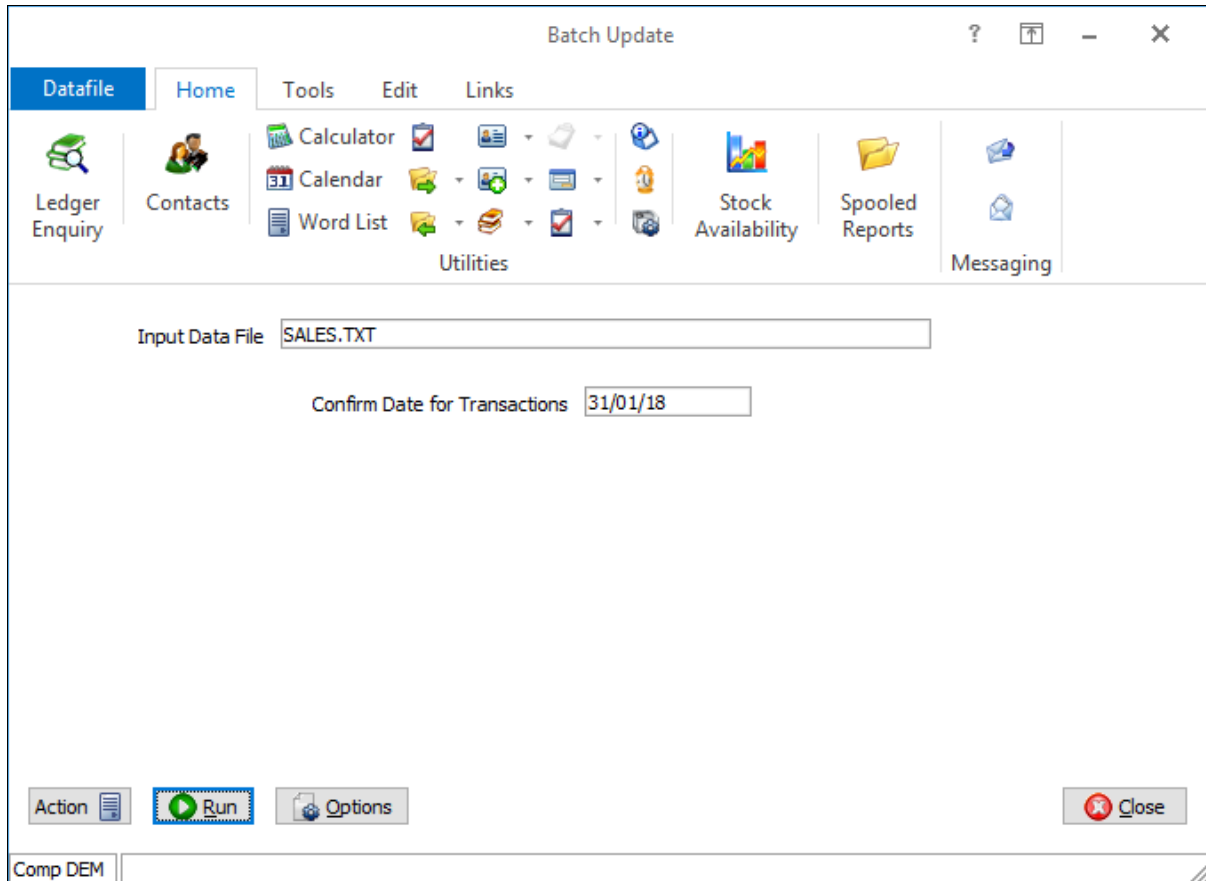 Batch Update
?
Datafile Home Tools Edit Links
Ledger Enquiry
Contacts
Calculator
31 Calendar
Word List
Stock Availability
Spooled Reports
Utilities
Messaging
Input Data File SALES.TXT
Confirm Date for Transactions 31/01/18
Action Run Options Close
Comp DEM